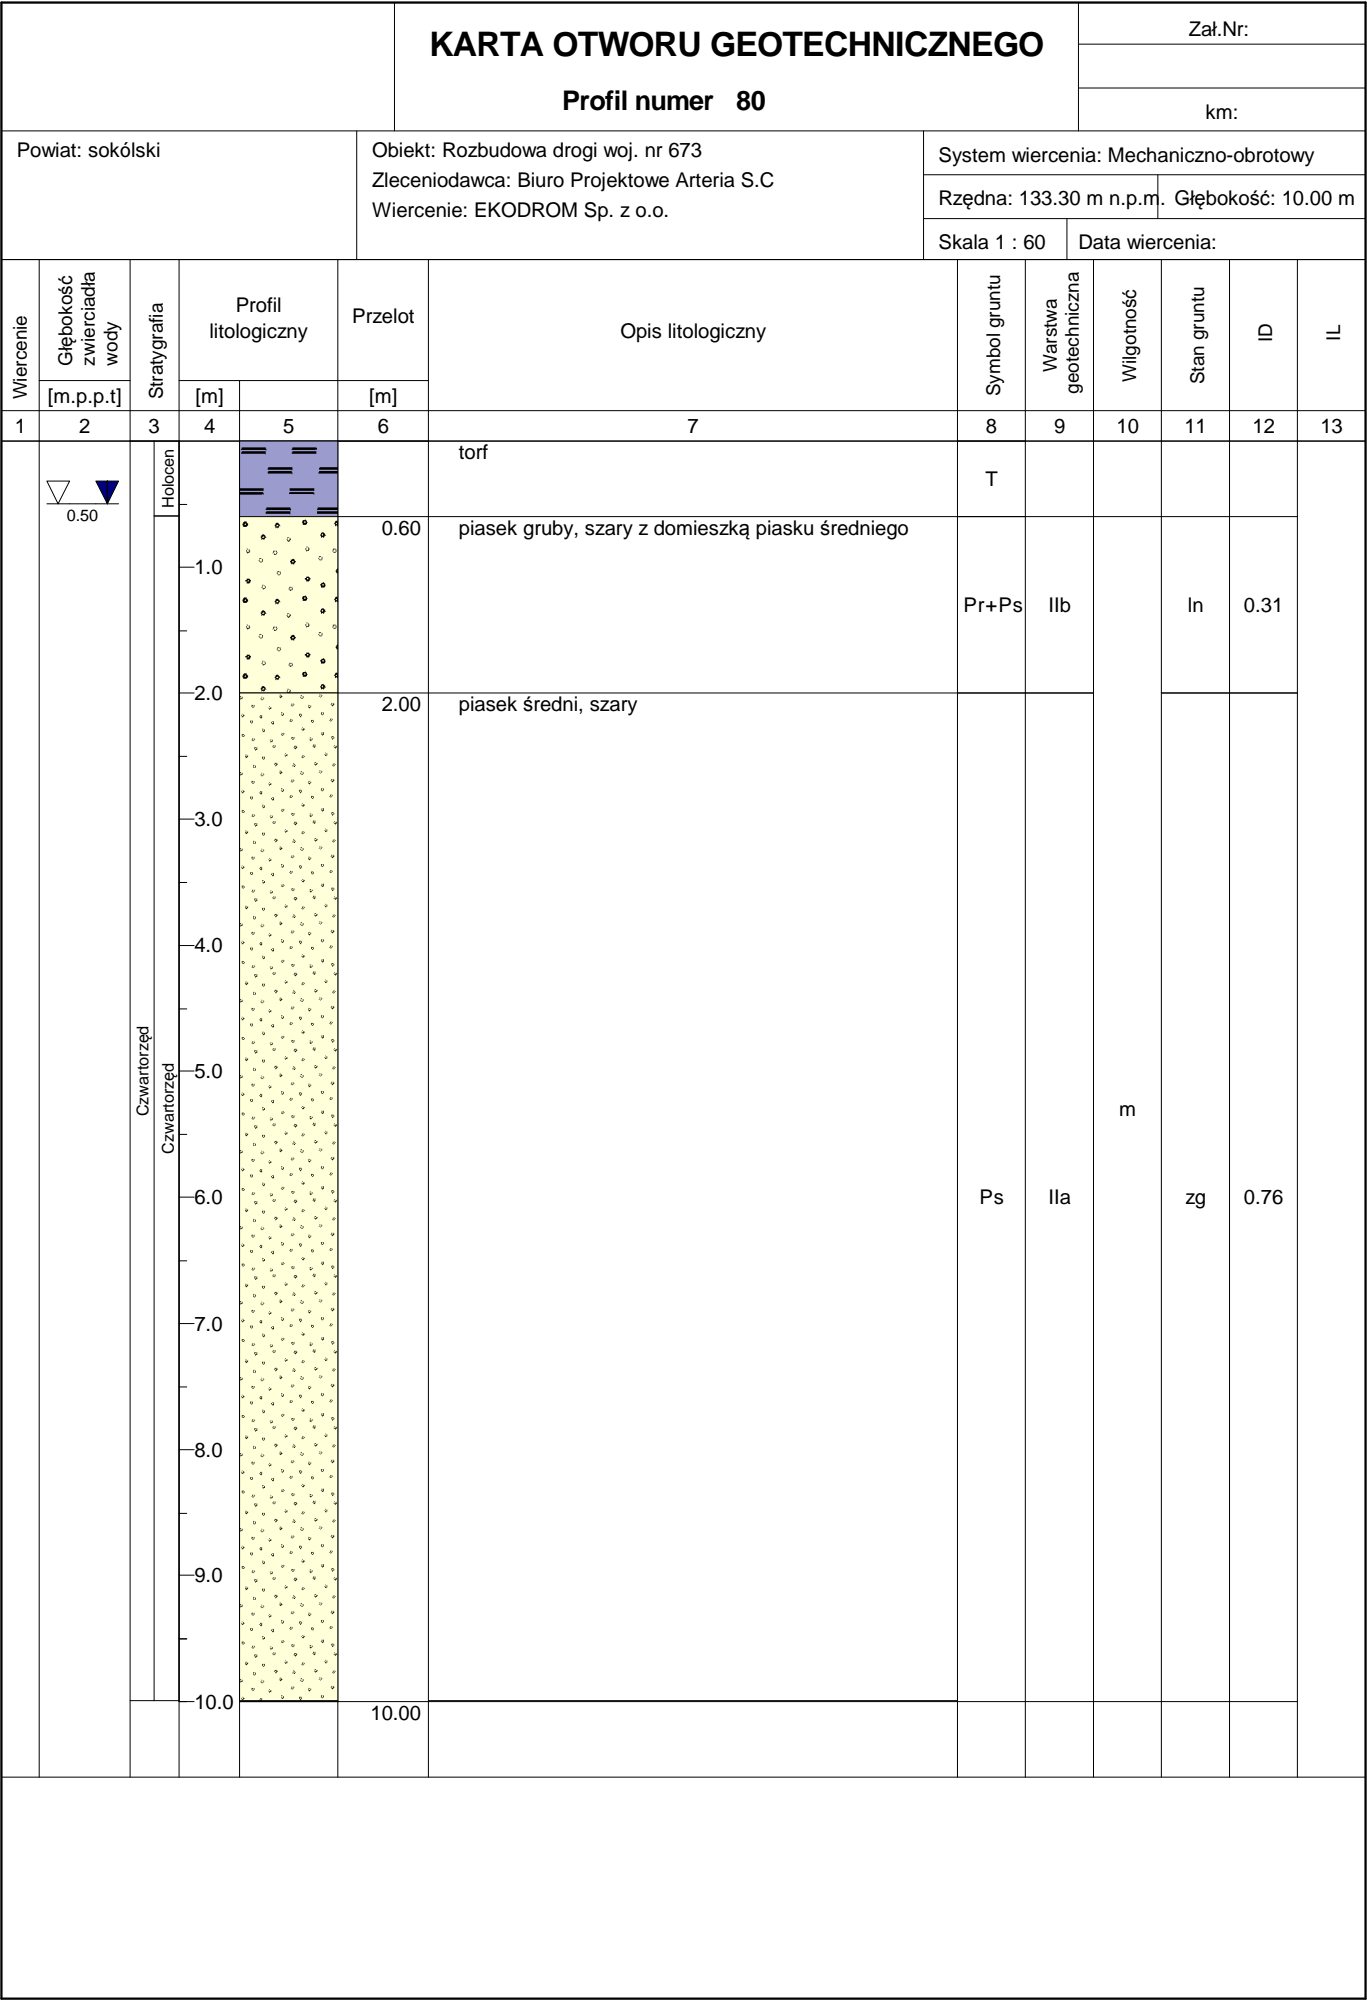 KARTA OTWORU GEOTECHNICZNEGO
Profil numer 80
Zał.Nr:
km:
Powiat: sokólski
Obiekt: Rozbudowa drogi woj. nr 673
Zleceniodawca: Biuro Projektowe Arteria S.C
Wiercenie: EKODROM Sp. z o.o.
System wiercenia: Mechaniczno-obrotowy
Rzędna: 133.30 m n.p.m. Głębokość: 10.00 m
Skala 1 : 60 Data wiercenia:
Wiercenie
Głębokość
zwierciadła
wody
[m.p.p.t]
Stratygrafia
Profil
litologiczny
[m]
Przelot
[m]
Opis litologiczny
Symbol gruntu
Warstwa
geotechniczna
Wilgotność
Stan gruntu
ID
IL
1 2 3 4 5 6 7 8 9 10 11 12 13
Holocen
torf
T
0.50
0.60 piasek gruby, szary z domieszką piasku średniego
1.0
Pr+Ps IIb ln 0.31
2.0
2.00 piasek średni, szary
3.0
4.0
Czwartorzęd
Czwartorzęd
5.0
m
6.0
Ps IIa zg 0.76
7.0
8.0
9.0
10.0
10.00